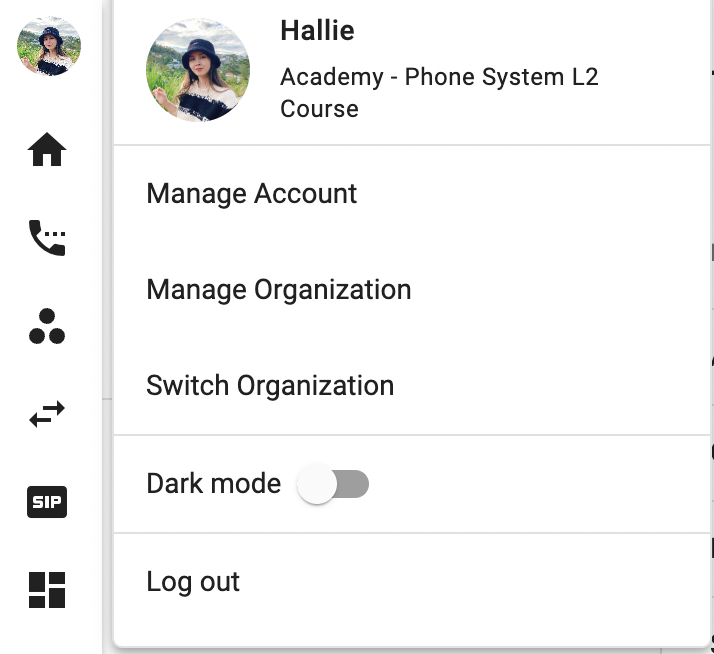 Hallie
Academy - Phone System L2
Course
Manage Account
Manage Organization
Switch Organization
Dark mode
SIP
Log out